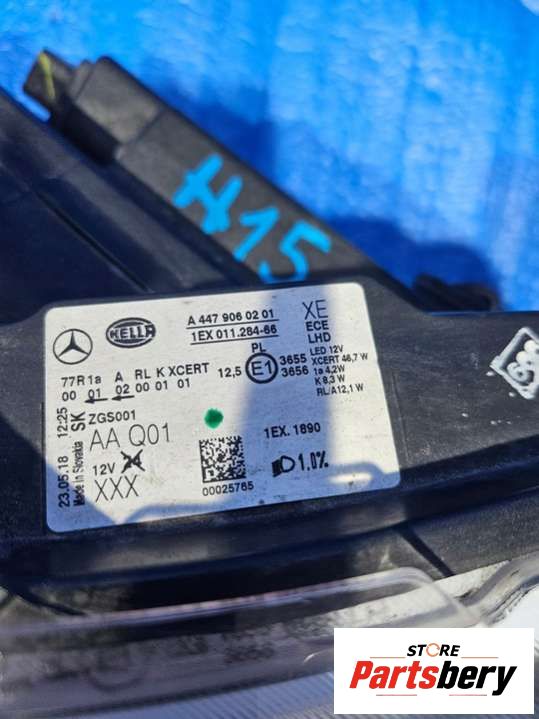 H15
HELLA
A 447 906 02 01
1EX 011.284-66
XE
ECE
LHD
LED 12V
XCERT 46,7 W
1a 4,2W
K 8,3 W
RL/A12,1 W
PL
12,5 E1 3655
3656
77R1a A RL K XCERT
00 01 02 00 01 01
ZGS001
AA Q01
12V
XXX
SK
23.05.18 12:25
Made in Slovakia
00025765
1EX.1890
1.0%
STORE
Partsbery